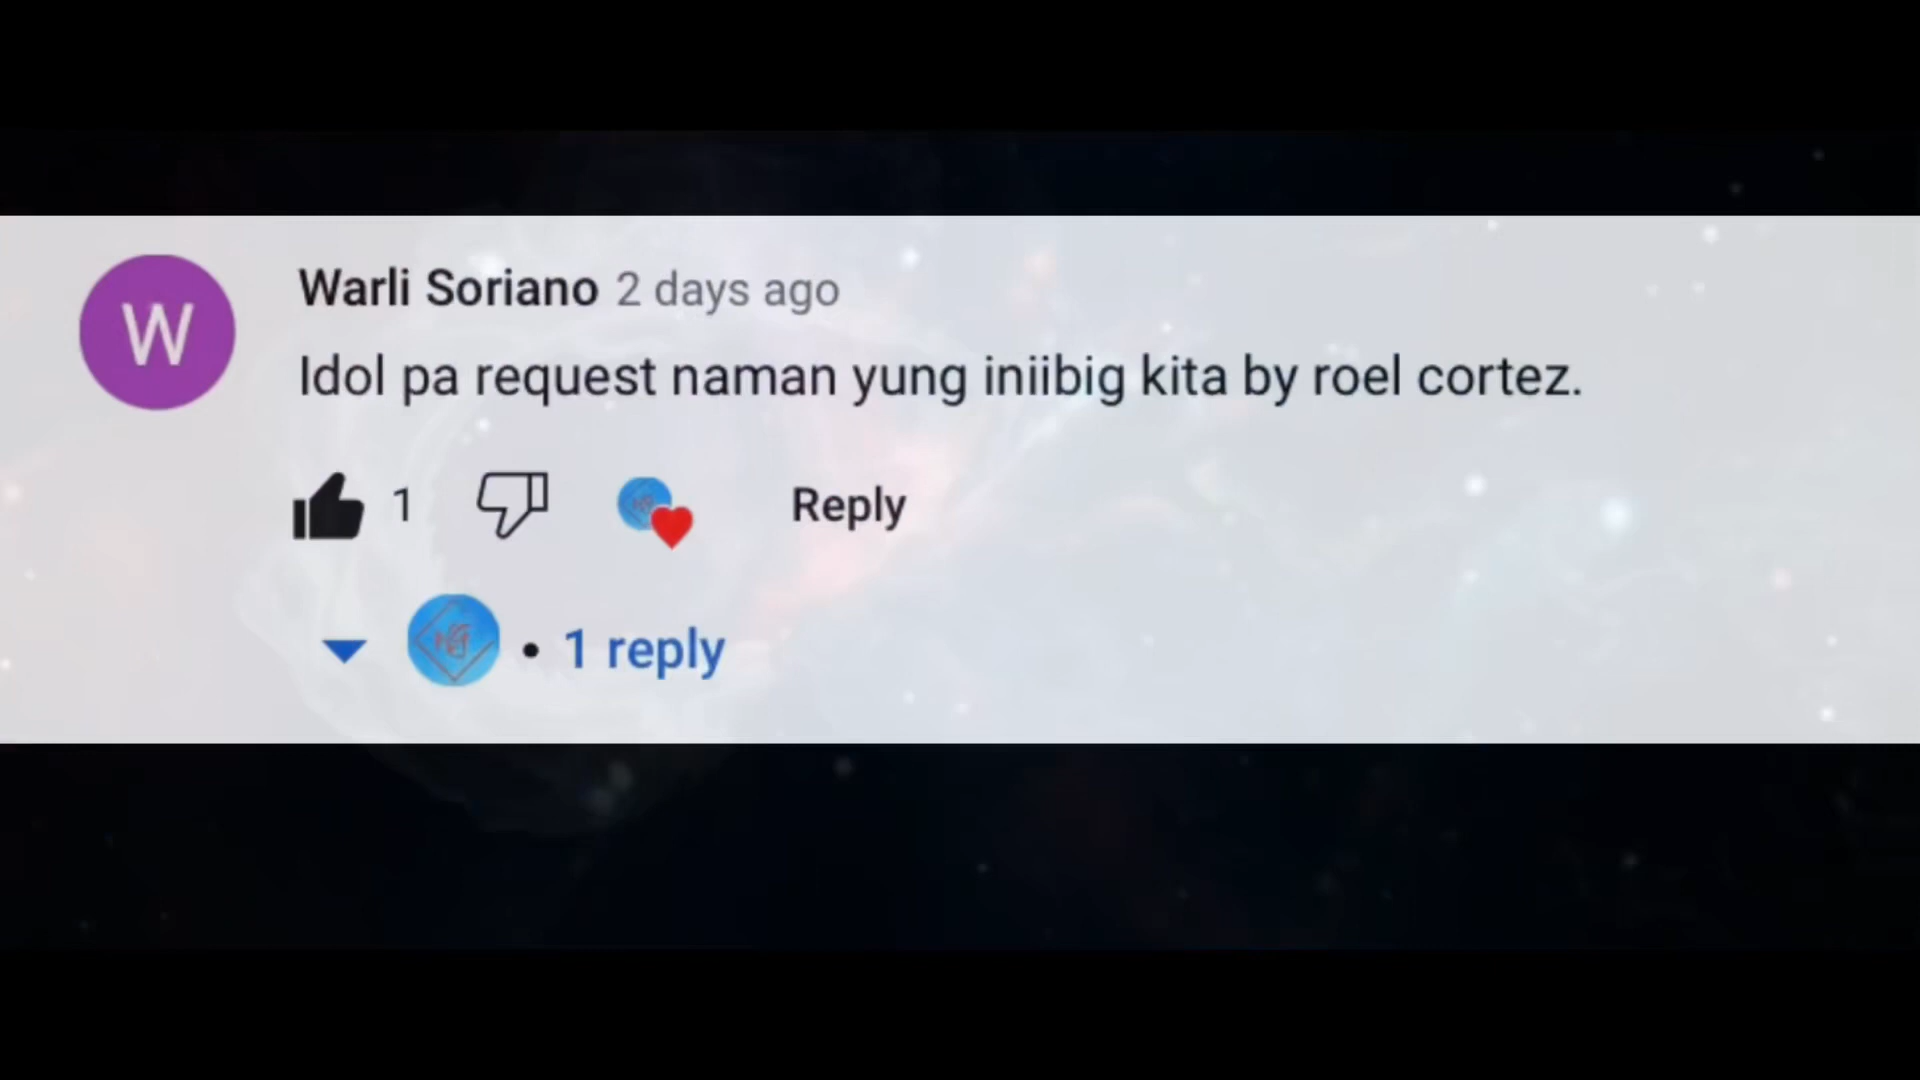 W
Warli Soriano 2 days ago
Idol pa request naman yung iniibig kita by roel cortez.
1
Reply
• 1 reply